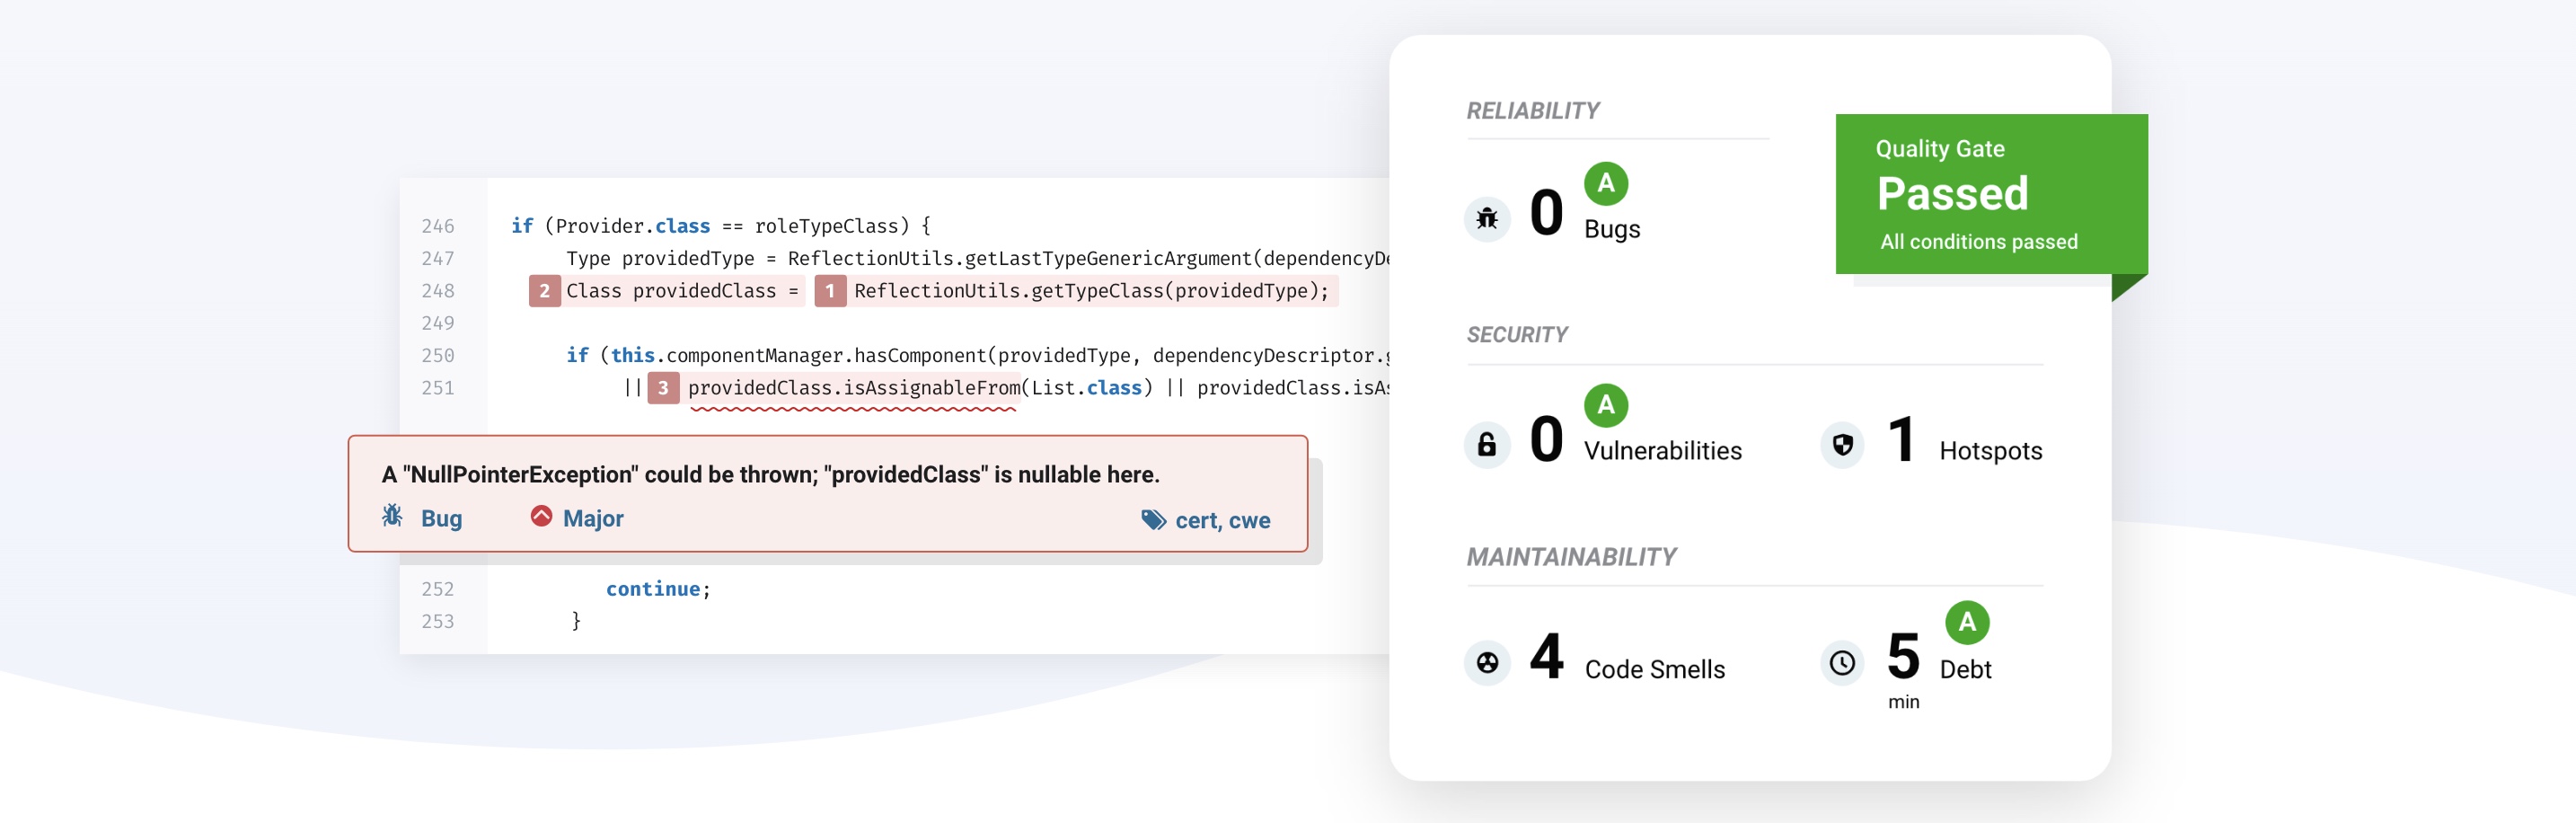 246 if (Provider.class == roleTypeClass) {
247 Type providedType = ReflectionUtils.getLastTypeGenericArgument(dependencyDe
248 2 Class providedClass = 1 ReflectionUtils.getTypeClass(providedType);
249
250 if (this.componentManager.hasComponent(providedType, dependencyDescriptor.g
251 || 3 providedClass.isAssignableFrom(List.class) || providedClass.isAs
A "NullPointerException" could be thrown; "providedClass" is nullable here.
Bug Major cert, cwe
252 continue;
253 }
RELIABILITY
0 A Bugs
Quality Gate
Passed
All conditions passed
SECURITY
0 A Vulnerabilities 1 Hotspots
MAINTAINABILITY
4 Code Smells 5 min A Debt